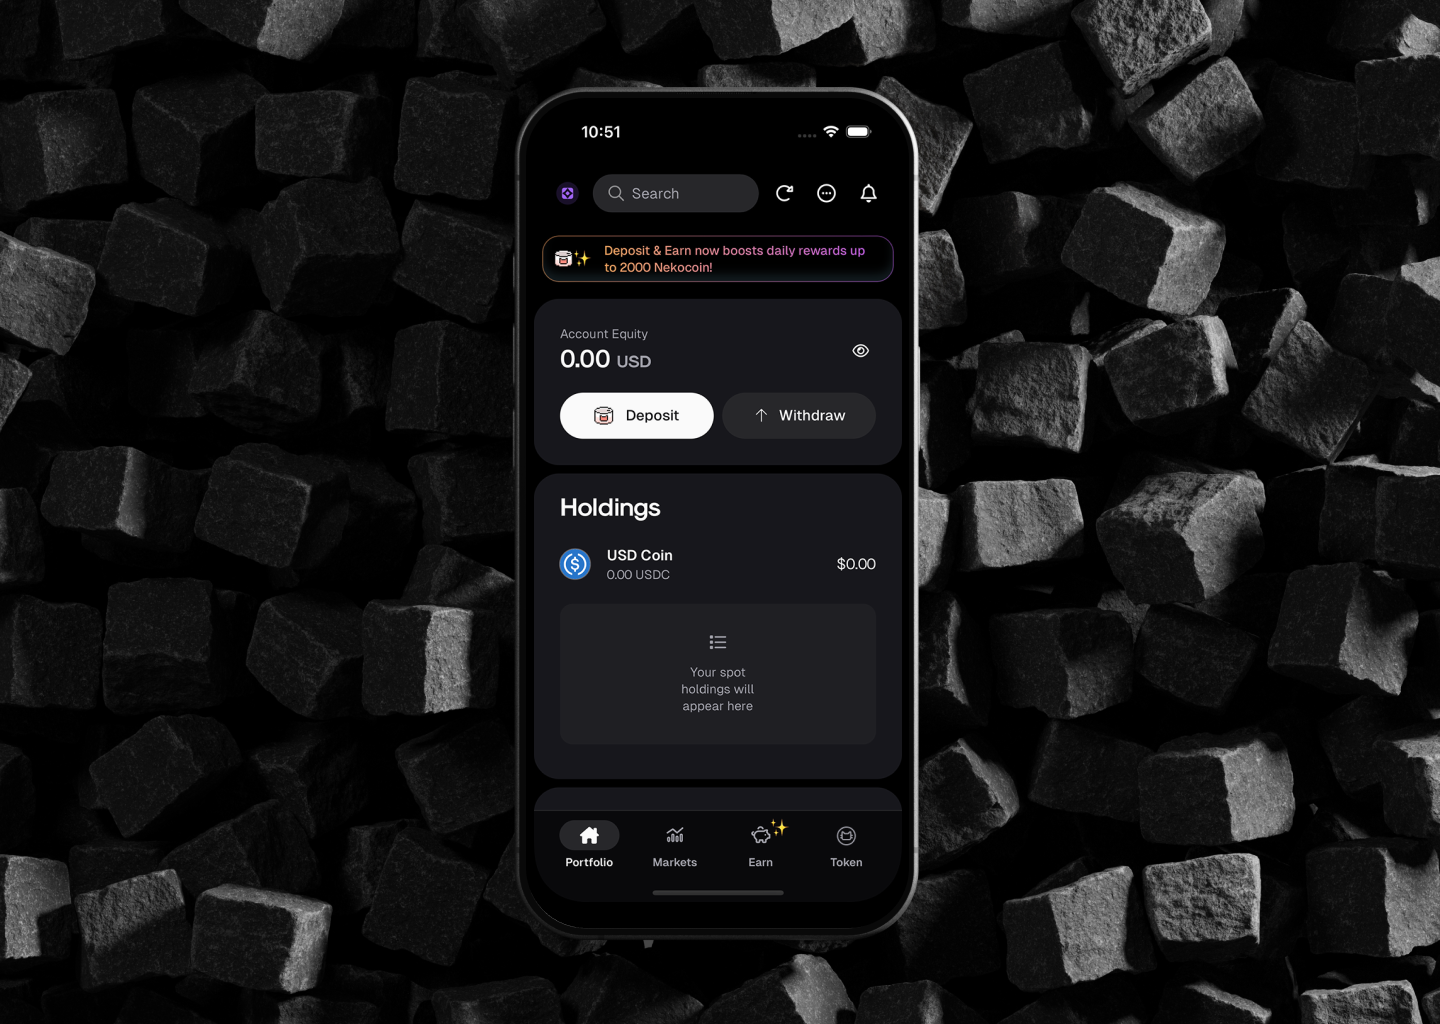 10:51
Search
Deposit & Earn now boosts daily rewards up
to 2000 Nekocoin!
Account Equity
0.00 USD
Deposit
Withdraw
Holdings
USD Coin
$0.00
0.00 USDC
Your spot
holdings will
appear here
Portfolio
Markets
Earn
Token